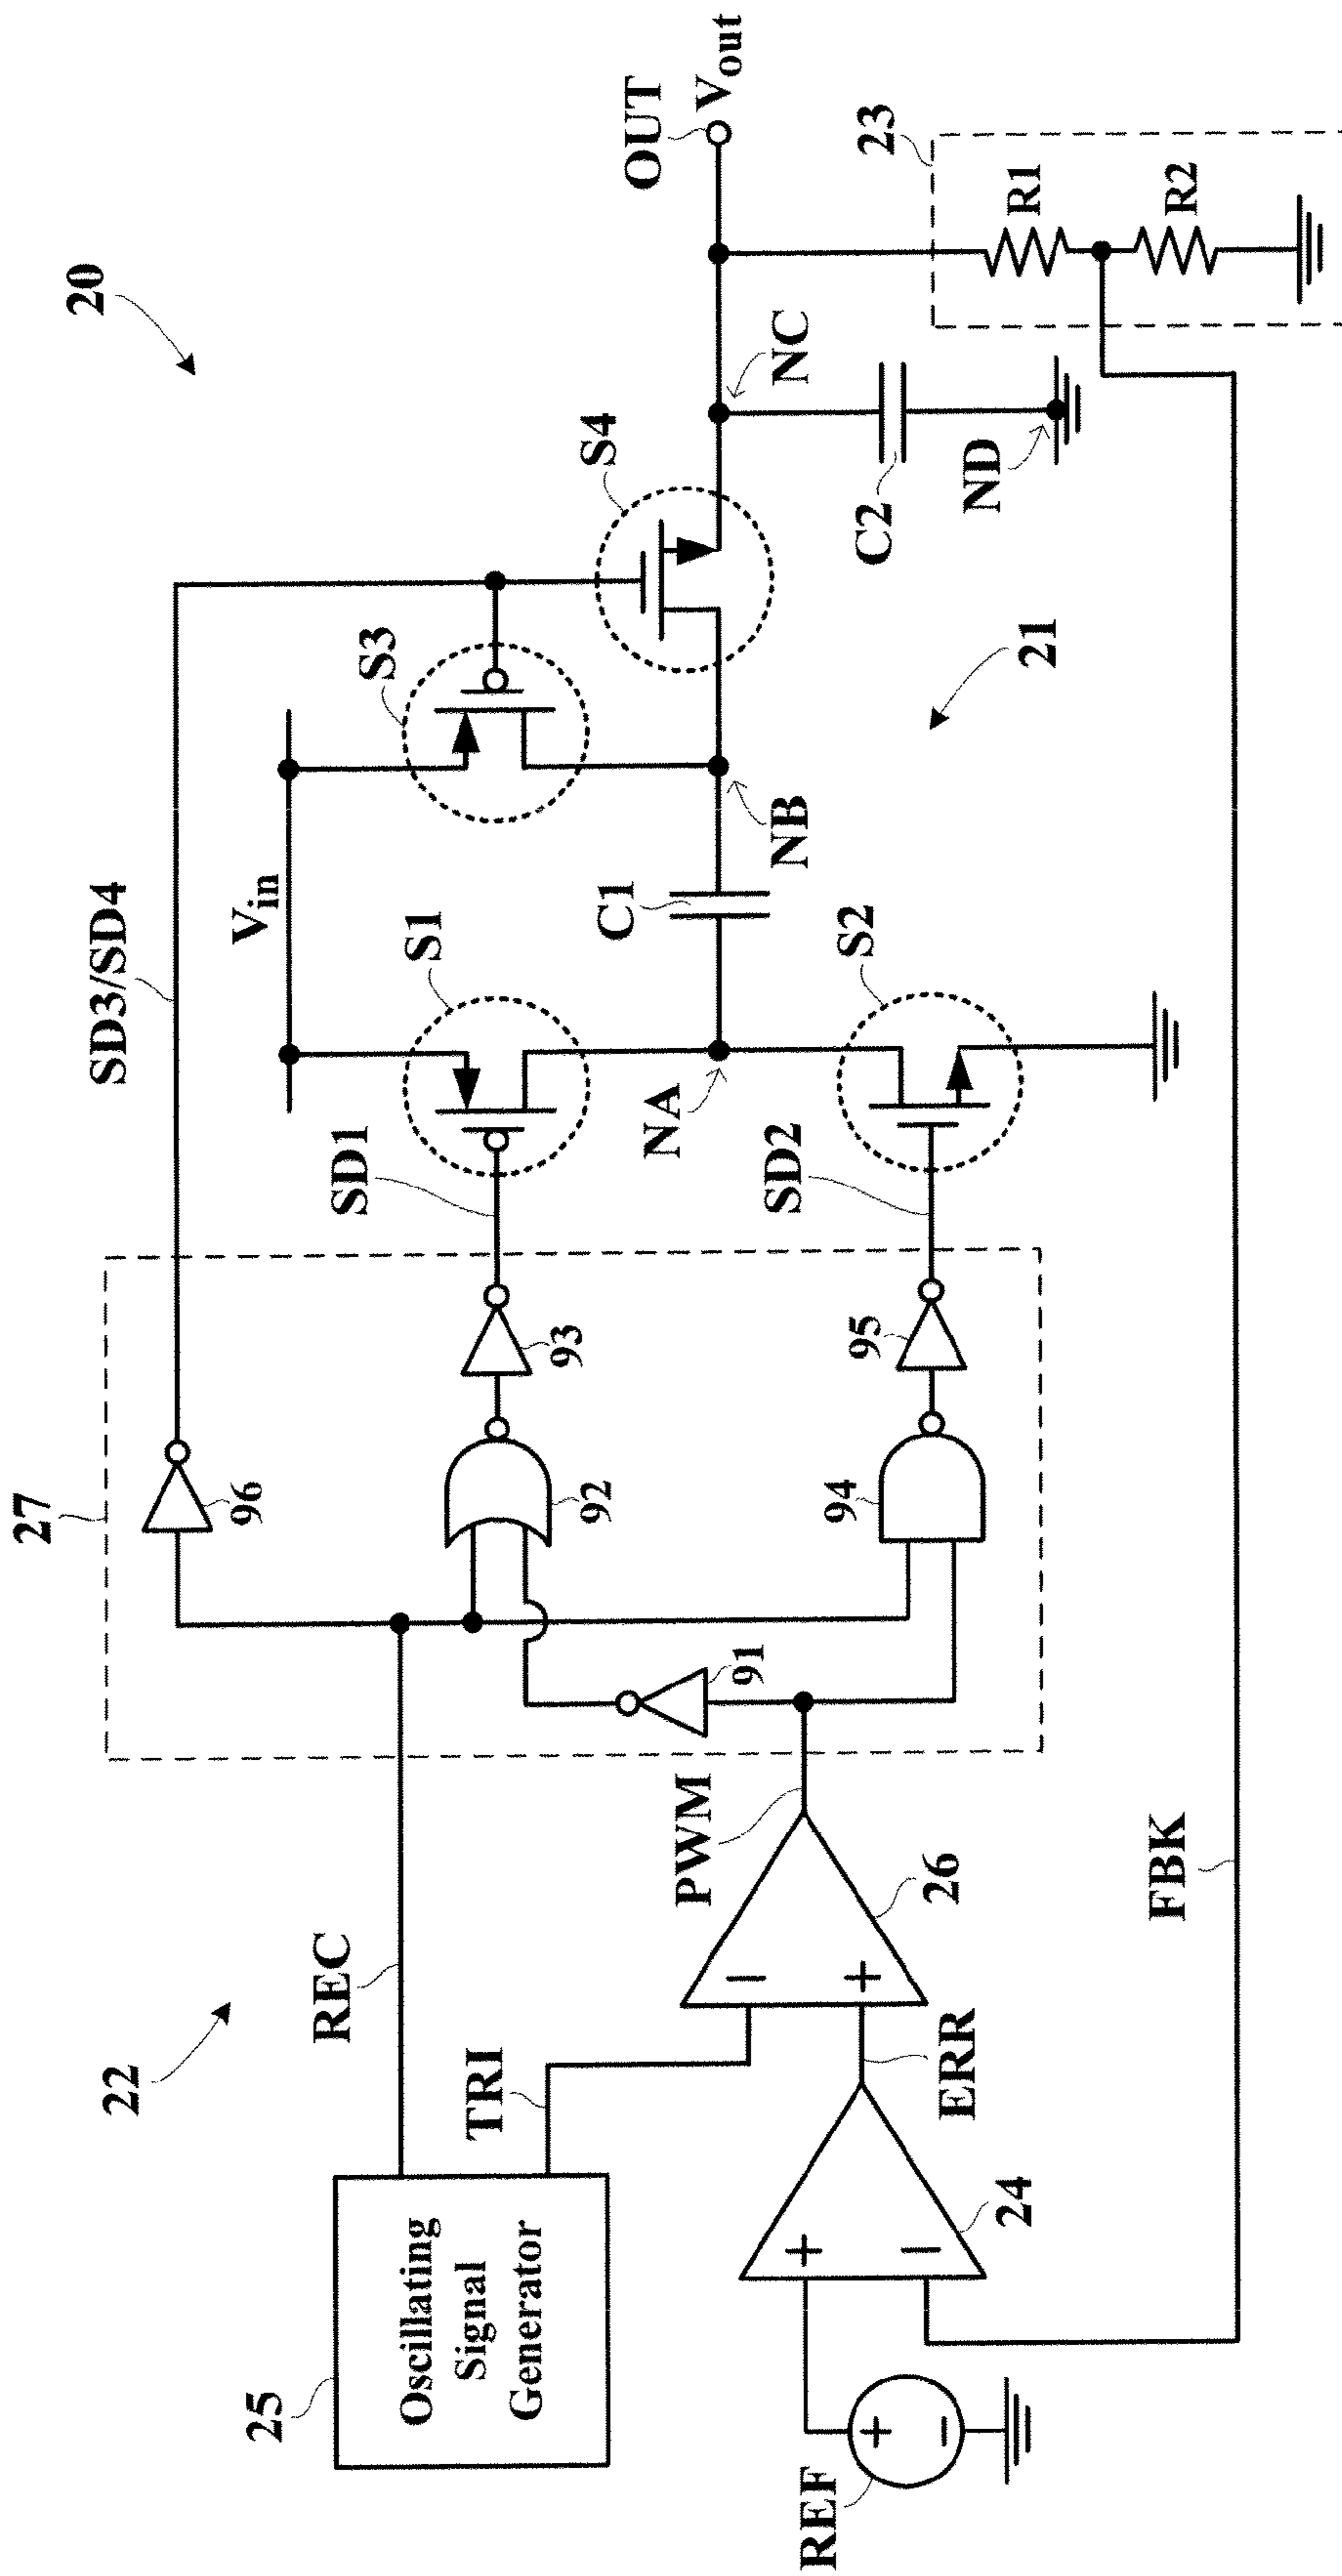 20
22
27
SD3/SD4
96
REC
25
Oscillating
Signal
Generator
TRI
Vin
SD1
S1
S3
S4
OUT
Vout
93
92
C1
NA
NB
NC
23
R1
R2
PWM
91
94
95
SD2
S2
C2
ND
21
REF
+
-
+
-
24
ERR
-
+
26
FBK